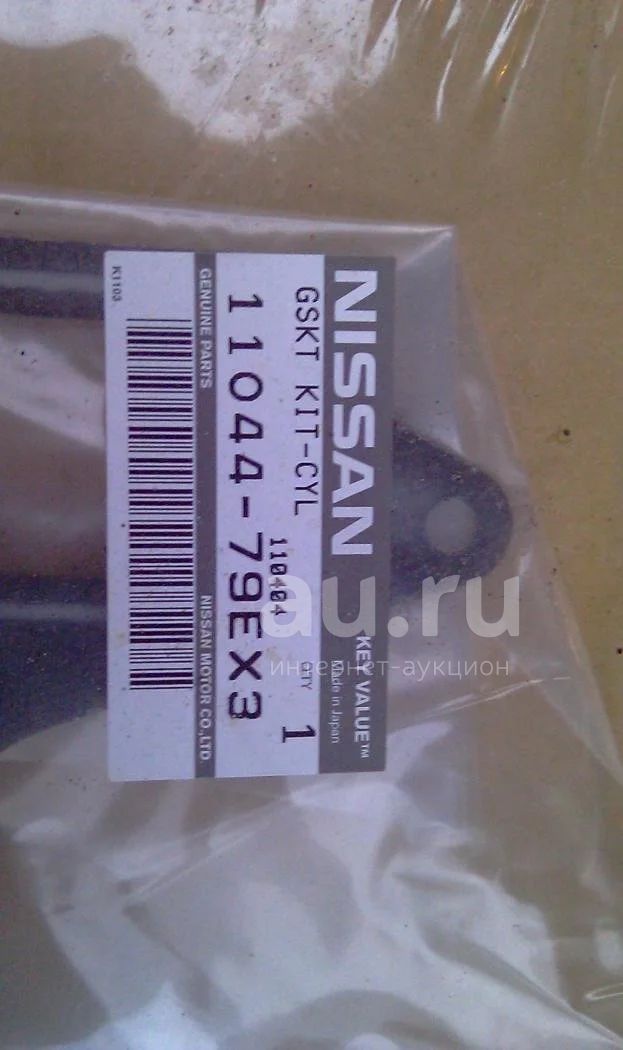 NISSAN KEY VALUE™
Made in Japan
GSKT KIT-CYL
110404
QTY 1
11044-79EX3
GENUINE PARTS NISSAN MOTOR CO.,LTD.
K1103.
au.ru
интернет-аукцион